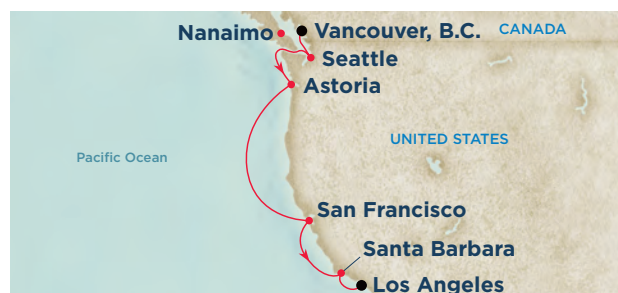 Nanaimo
Vancouver, B.C.
CANADA
Seattle
Astoria
UNITED STATES
Pacific Ocean
San Francisco
Santa Barbara
Los Angeles